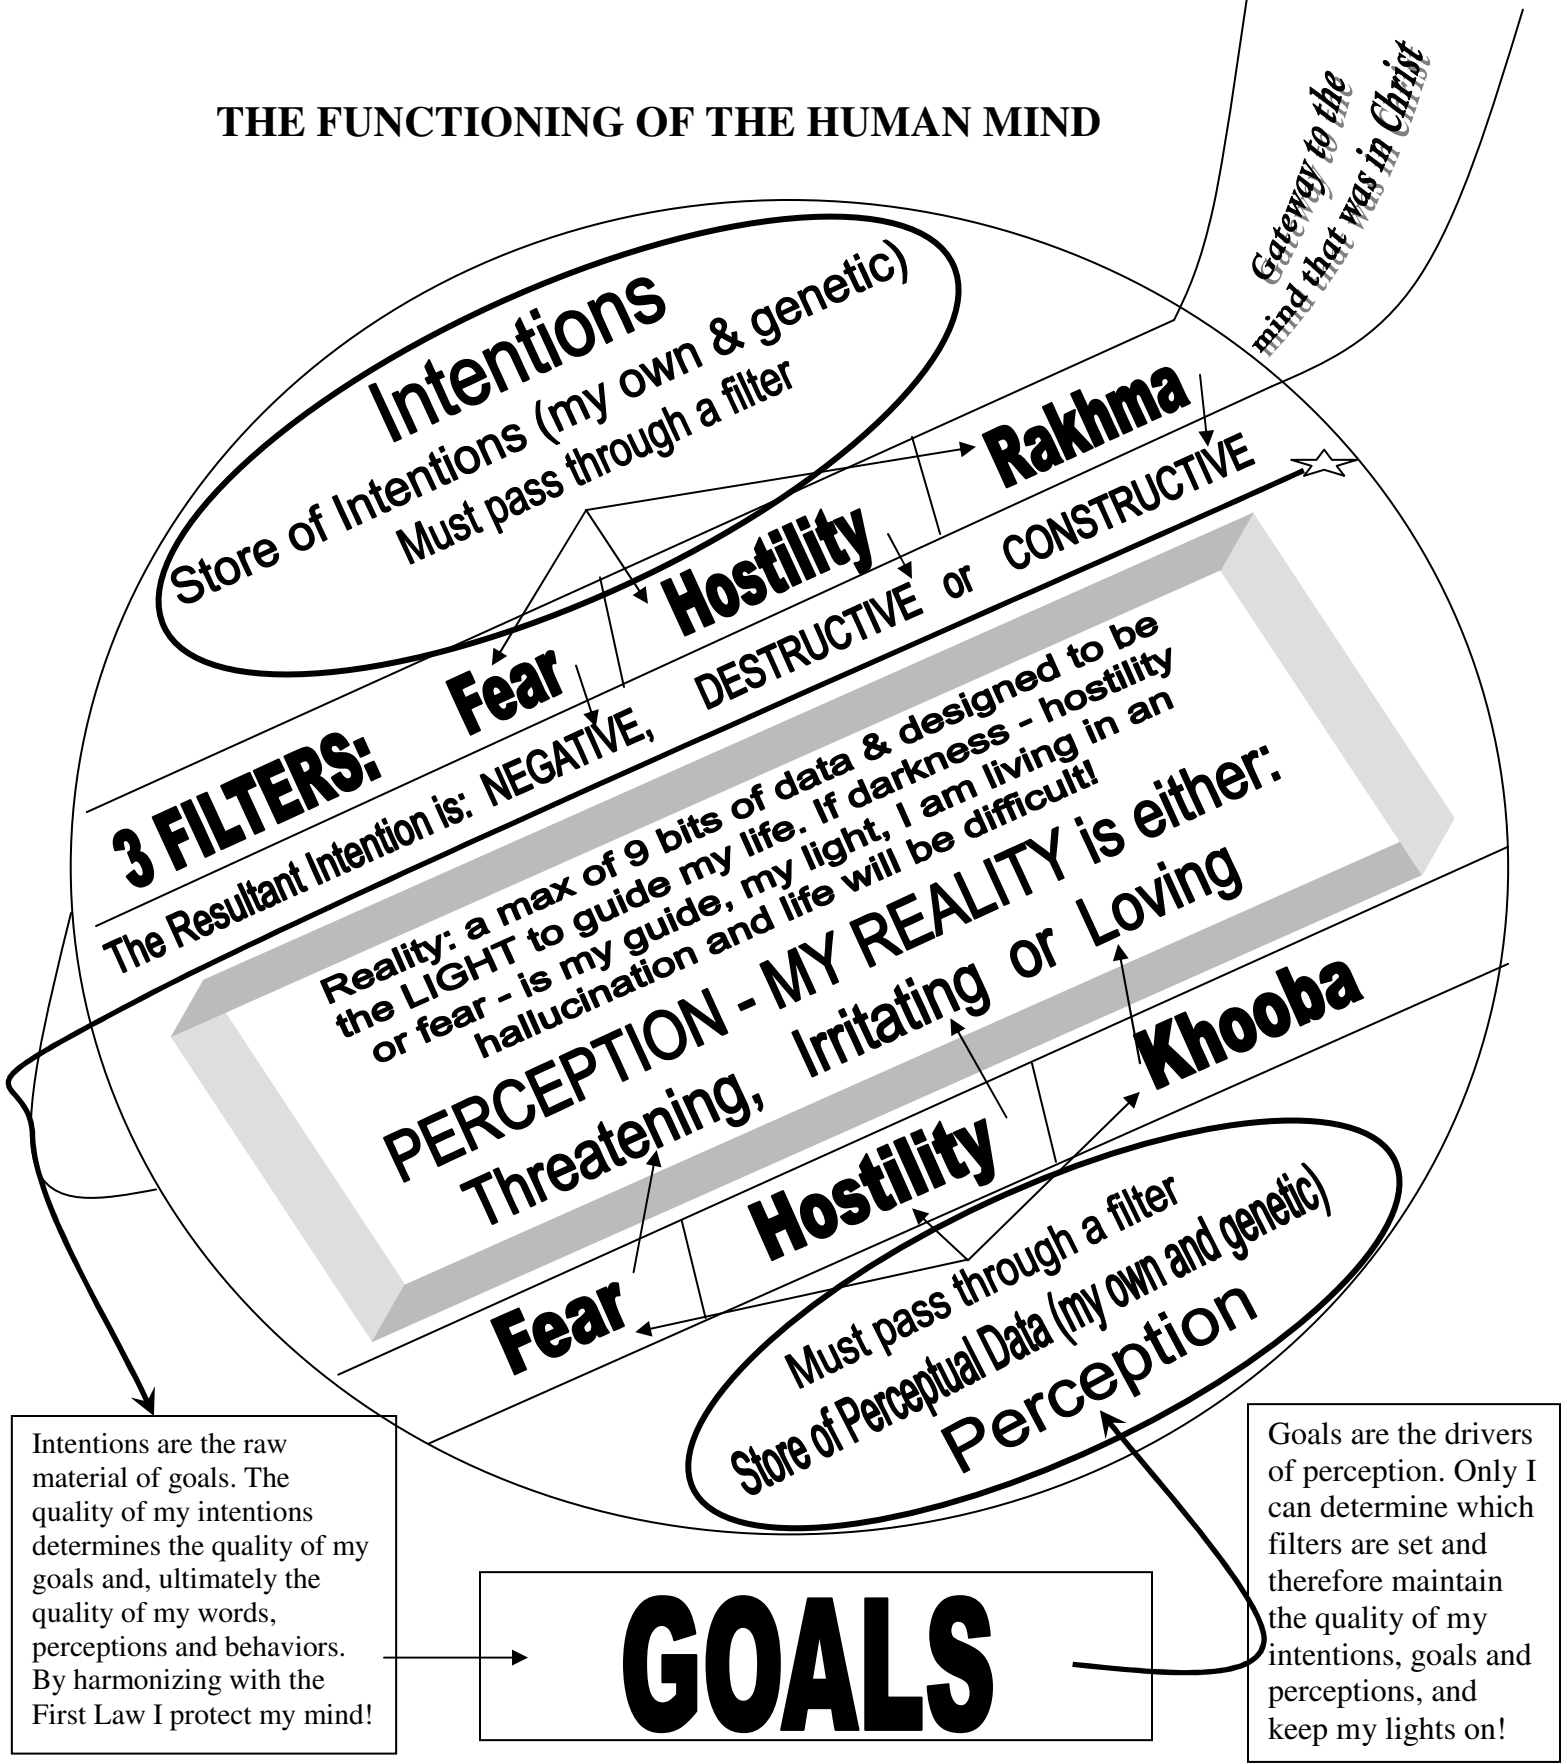 THE FUNCTIONING OF THE HUMAN MIND
Gateway to the
mind that was in Christ
Intentions
Store of Intentions (my own & genetic)
Must pass through a filter
3 FILTERS: Fear Hostility Rakhma
The Resultant Intention is: NEGATIVE, DESTRUCTIVE or CONSTRUCTIVE
Reality: a max of 9 bits of data & designed to be
the LIGHT to guide my life. If darkness - hostility
or fear - is my guide, my light, I am living in an
hallucination and life will be difficult!
PERCEPTION - MY REALITY is either:
Threatening, Irritating or Loving
Fear Hostility Khooba
Must pass through a filter
Store of Perceptual Data (my own and genetic)
Perception
Intentions are the raw
material of goals. The
quality of my intentions
determines the quality of my
goals and, ultimately the
quality of my words,
perceptions and behaviors.
By harmonizing with the
First Law I protect my mind!
GOALS
Goals are the drivers
of perception. Only I
can determine which
filters are set and
therefore maintain
the quality of my
intentions, goals and
perceptions, and
keep my lights on!